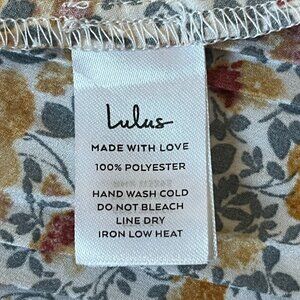 Lulus
MADE WITH LOVE
100% POLYESTER
HAND WASH COLD
DO NOT BLEACH
LINE DRY
IRON LOW HEAT